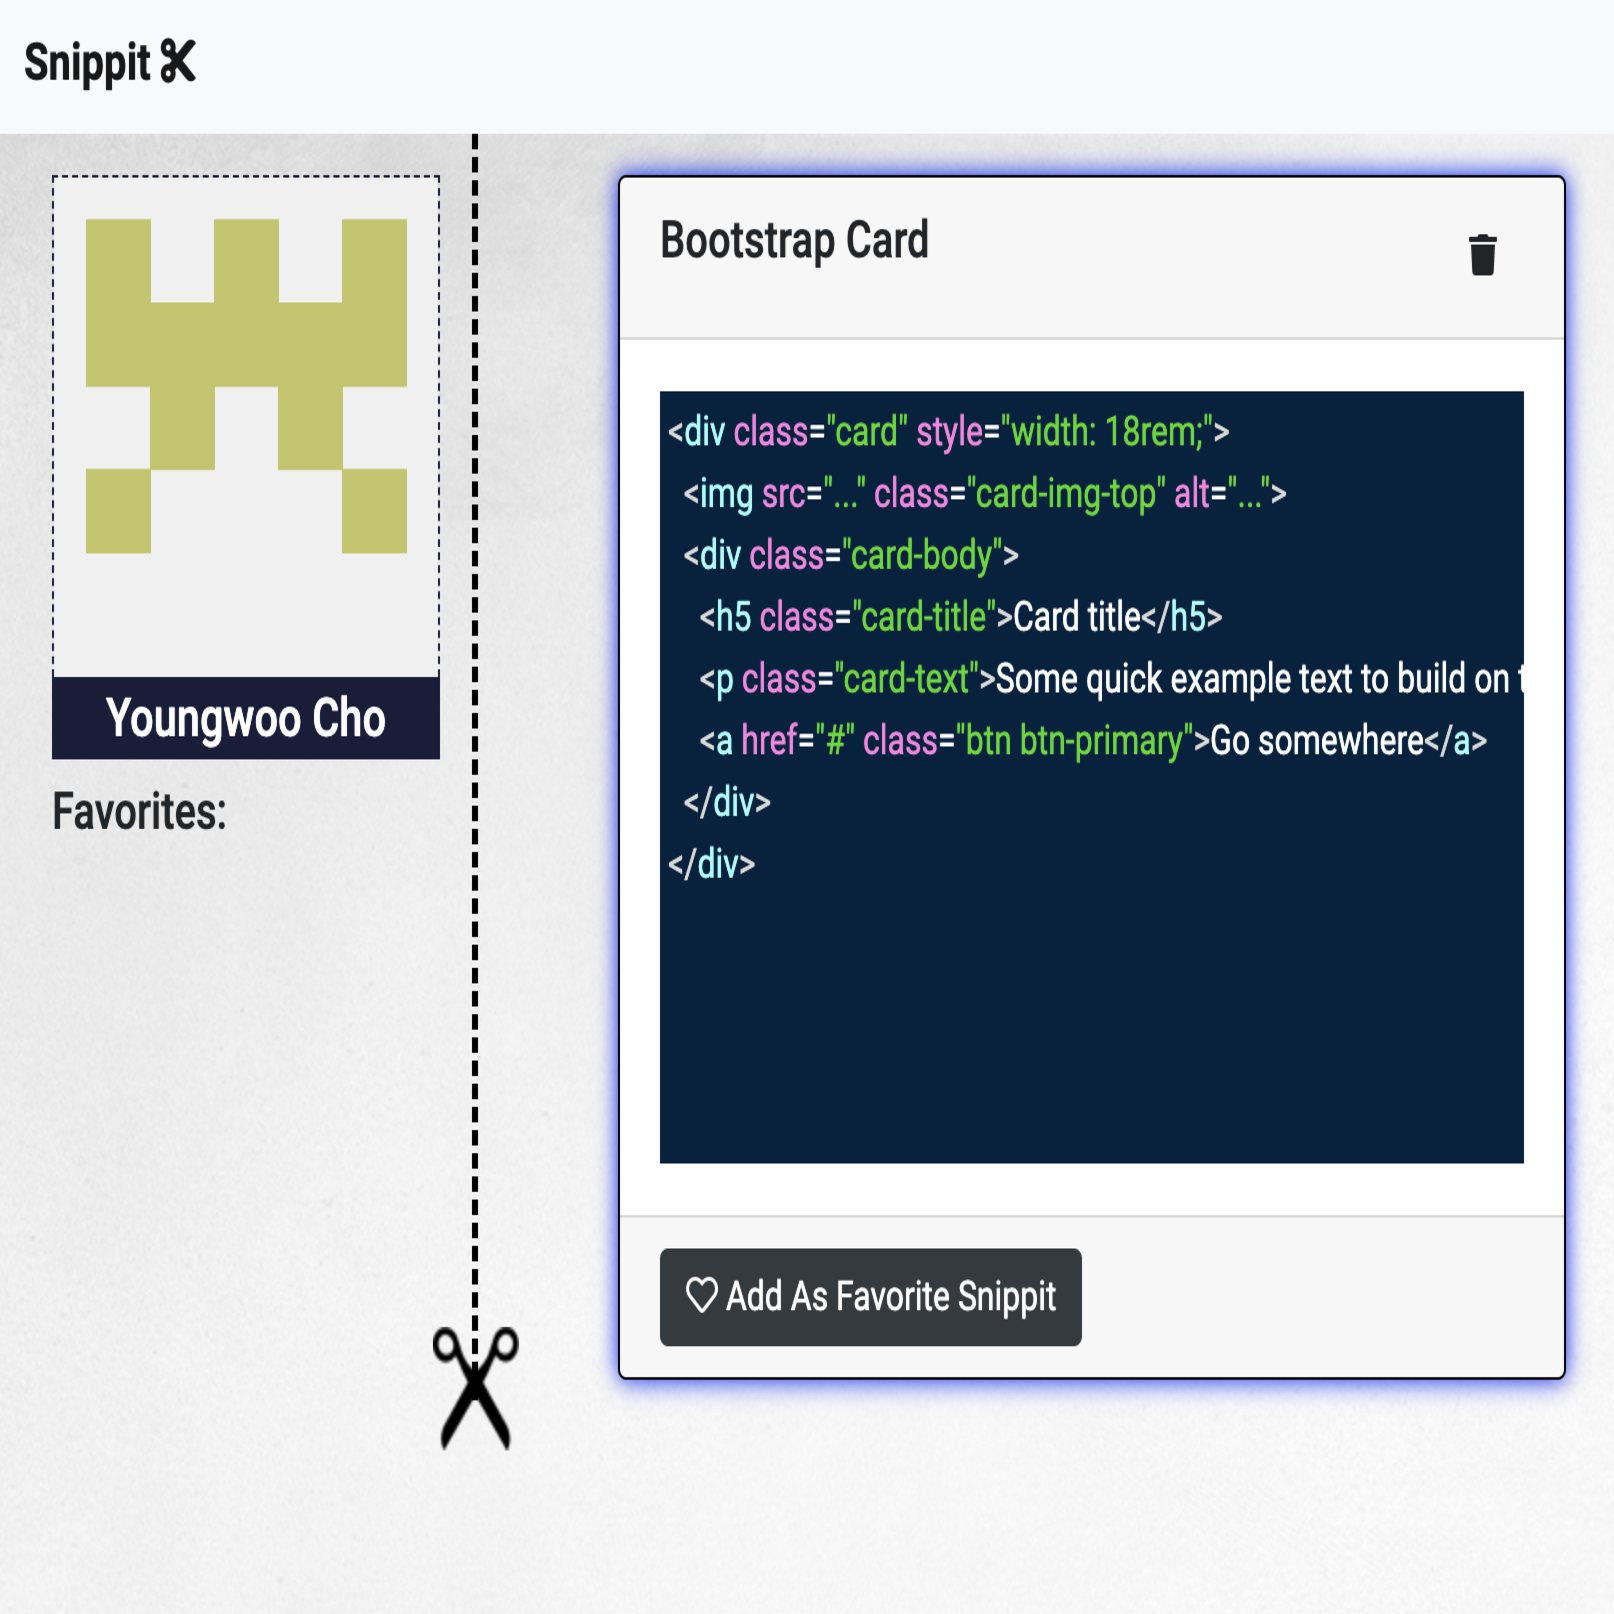 Snippit
Youngwoo Cho
Favorites:
Bootstrap Card
<div class="card" style="width: 18rem;">
<img src="..." class="card-img-top" alt="...">
<div class="card-body">
<h5 class="card-title">Card title</h5>
<p class="card-text">Some quick example text to build on t
<a href="#" class="btn btn-primary">Go somewhere</a>
</div>
</div>
Add As Favorite Snippit